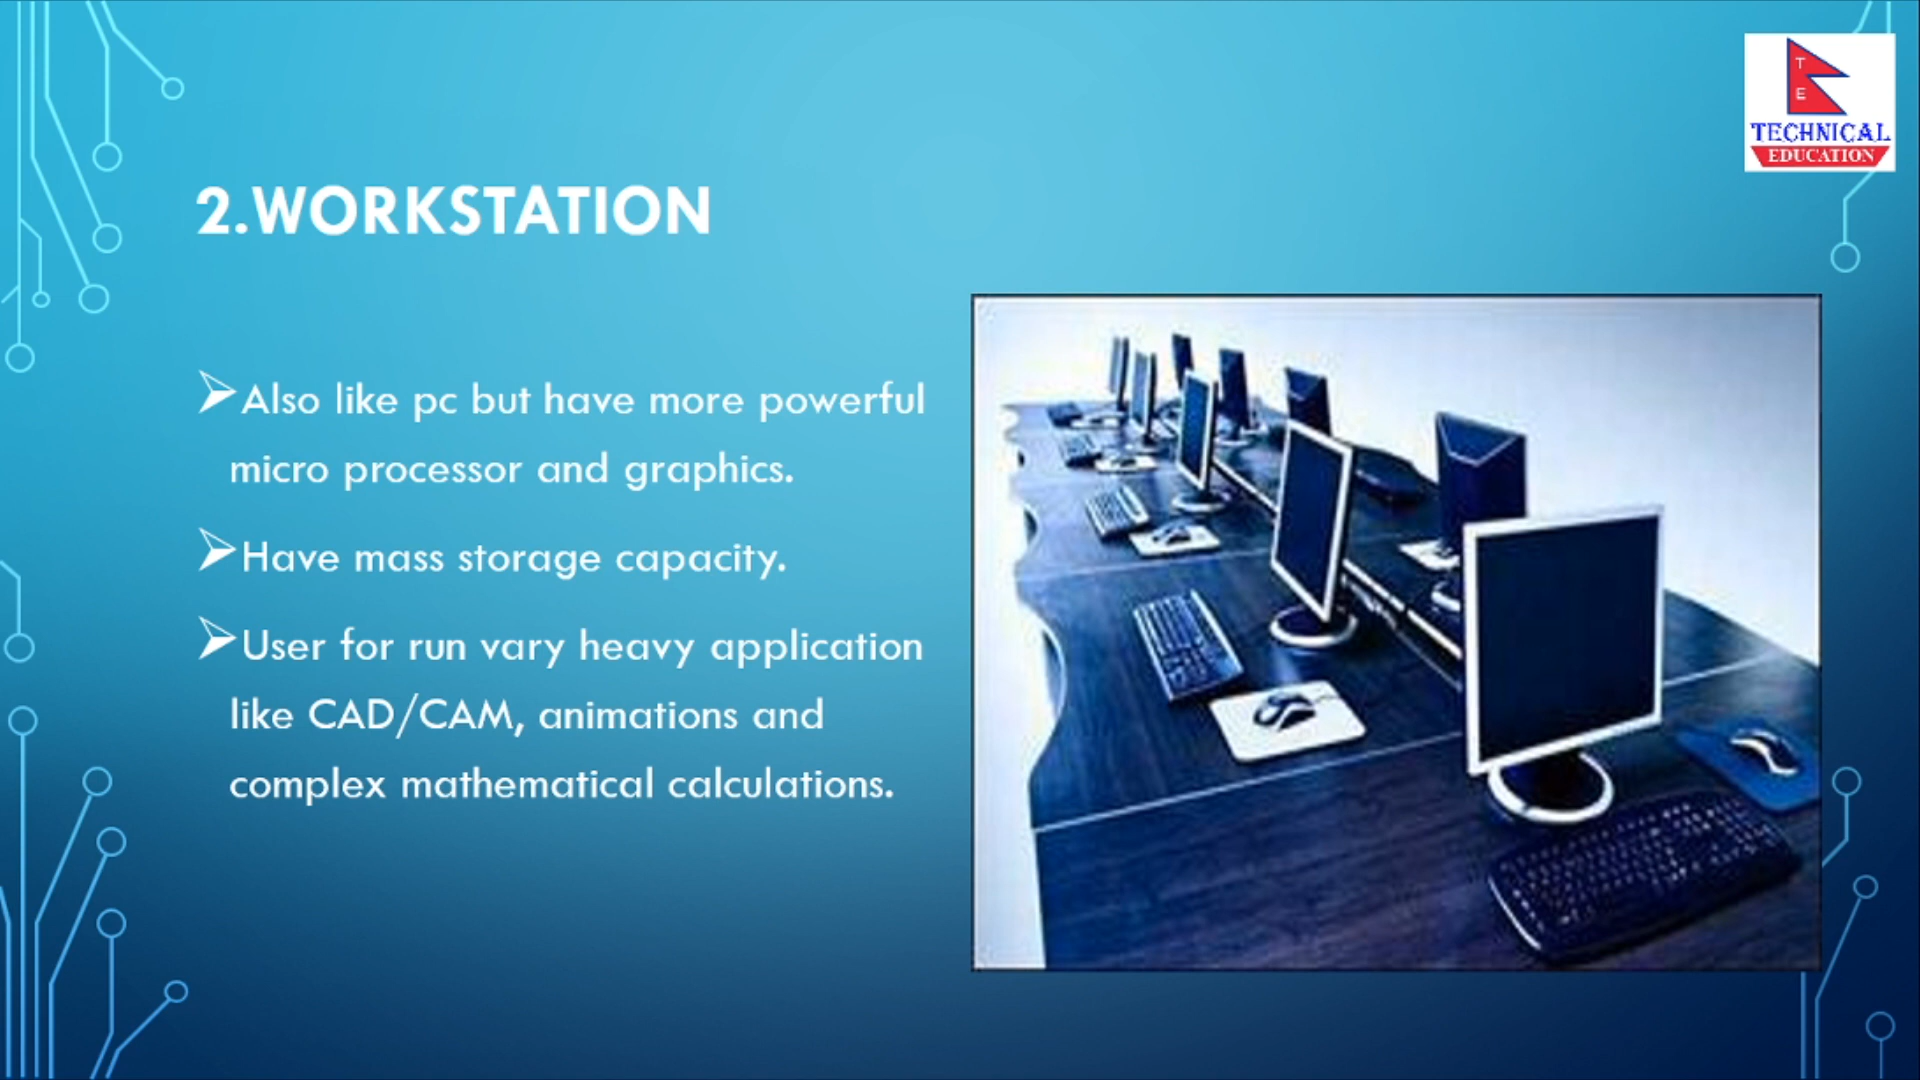 T
E
TECHNICAL
EDUCATION
2.WORKSTATION
Also like pc but have more powerful
micro processor and graphics.
Have mass storage capacity.
User for run vary heavy application
like CAD/CAM, animations and
complex mathematical calculations.